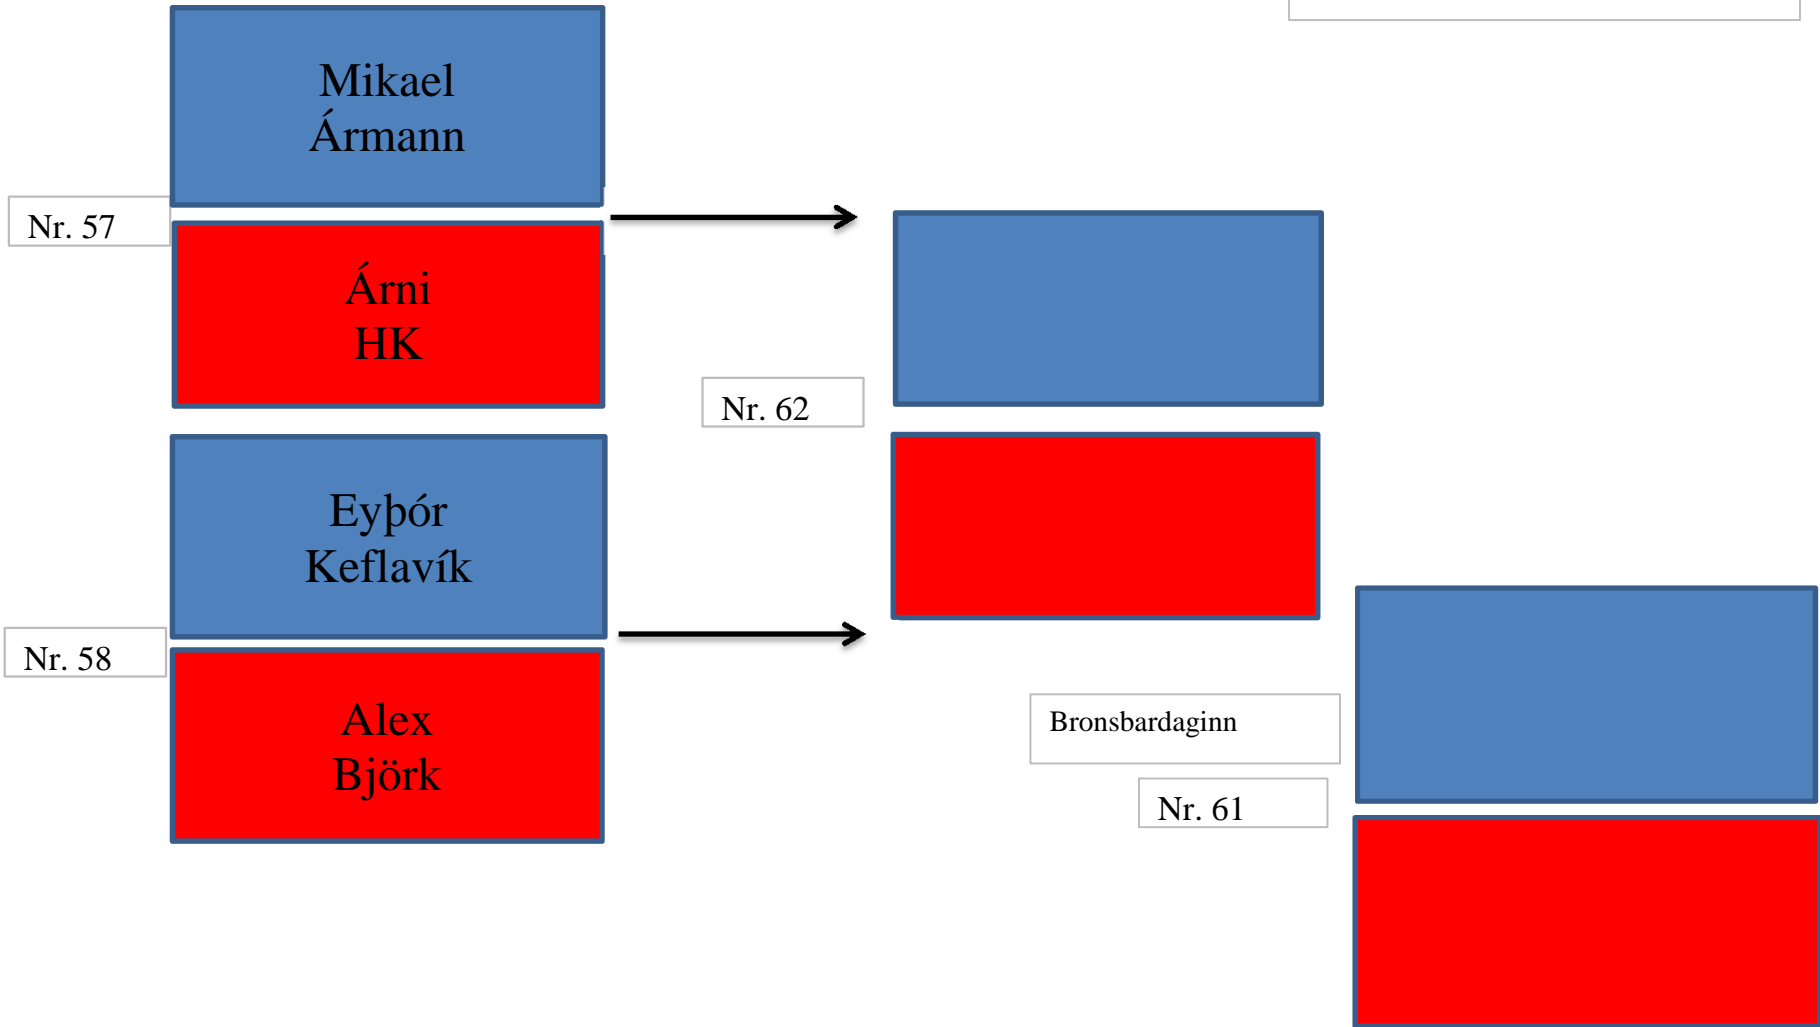 Mikael
Ármann
Nr. 57
Árni
HK
Nr. 62
Eyþór
Keflavík
Nr. 58
Alex
Björk
Bronsbardaginn
Nr. 61